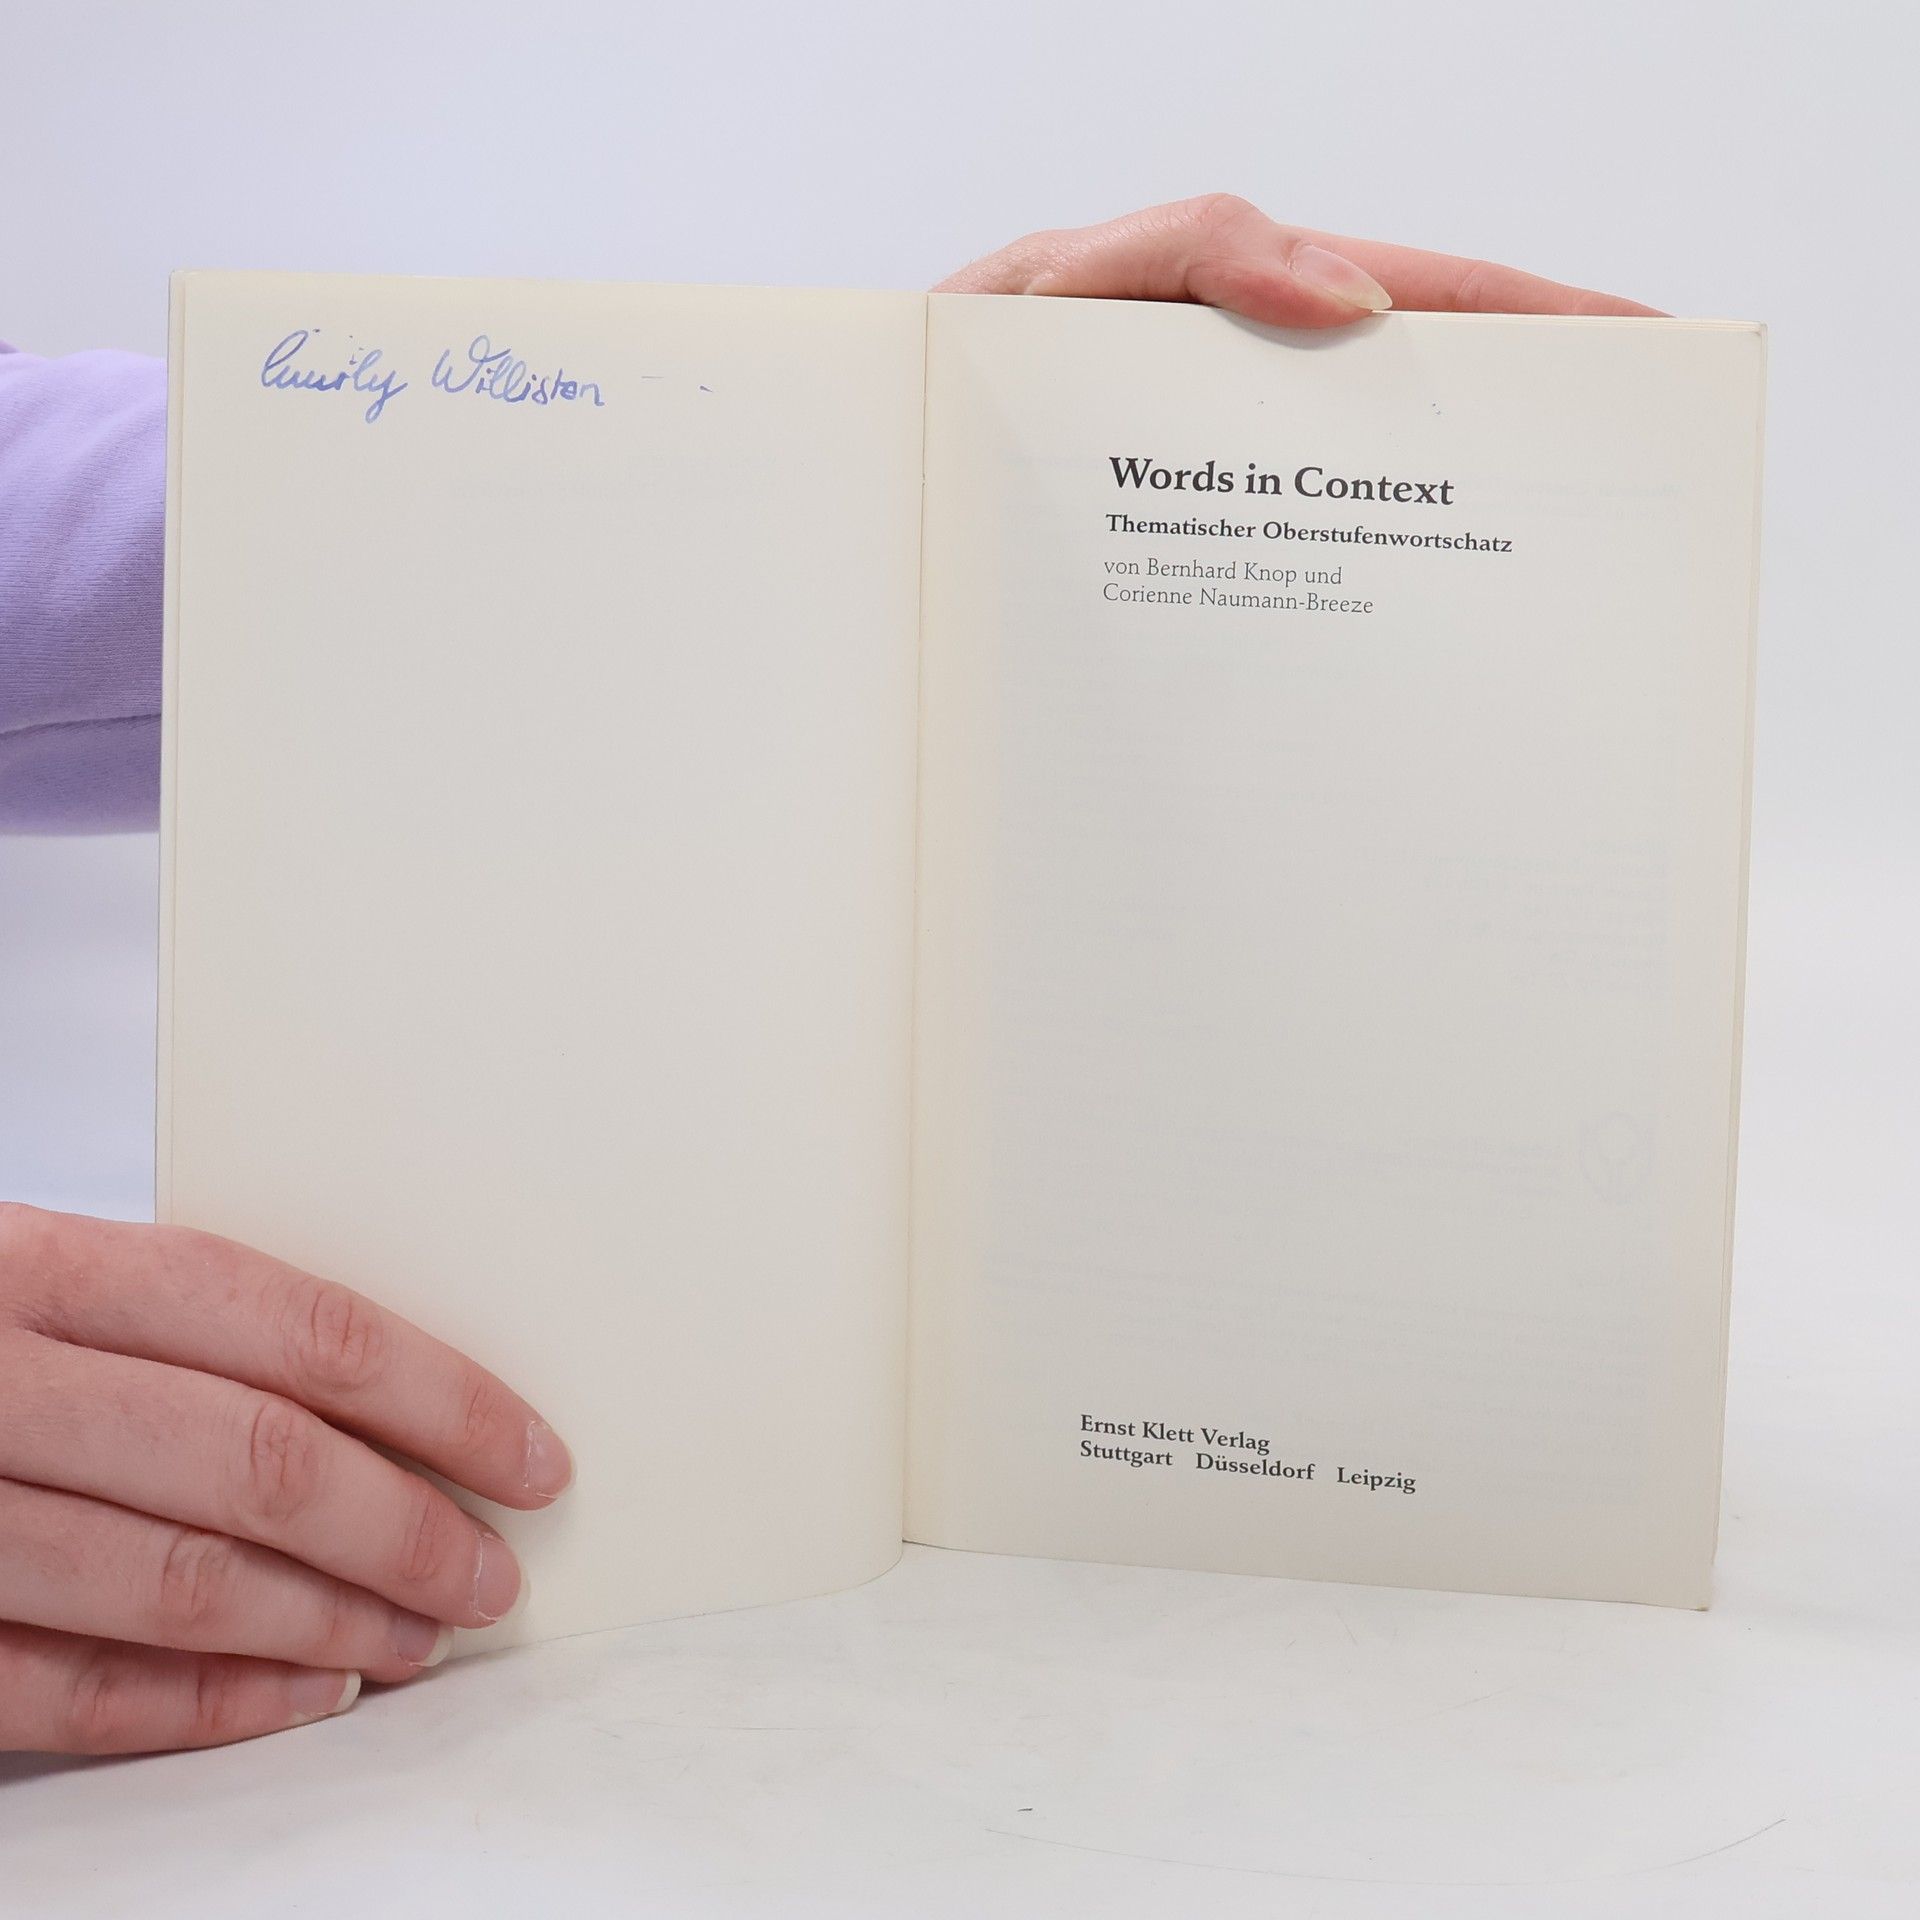 Emily Williston
Words in Context
Thematischer Oberstufenwortschatz
von Bernhard Knop und
Corienne Naumann-Breeze
Ernst Klett Verlag
Stuttgart Düsseldorf Leipzig